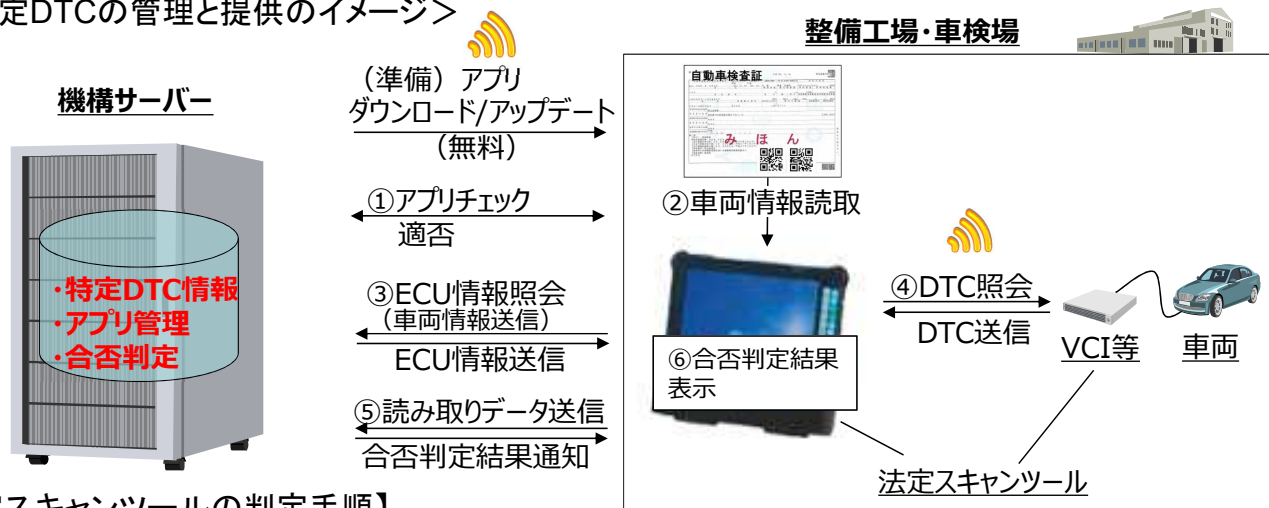 定DTCの管理と提供のイメージ＞
整備工場・車検場
機構サーバー
（準備）アプリ
ダウンロード/アップデート
（無料）
自動車検査証
みほん
①アプリチェック
適否
②車両情報読取
・特定DTC情報
・アプリ管理
・合否判定
③ECU情報照会
（車両情報送信）
ECU情報送信
④DTC照会
DTC送信
VCI等
車両
⑥合否判定結果
表示
⑤読み取りデータ送信
合否判定結果通知
法定スキャンツール
スキャンツールの判定手順】